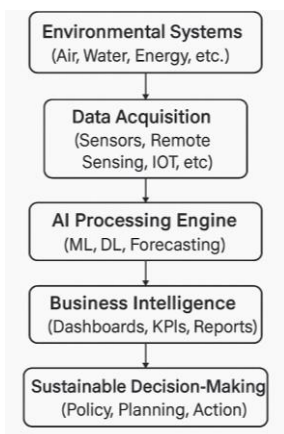 Environmental Systems
(Air, Water, Energy, etc.)
Data Acquisition
(Sensors, Remote
Sensing, IOT, etc)
AI Processing Engine
(ML, DL, Forecasting)
Business Intelligence
(Dashboards, KPIs, Reports)
Sustainable Decision-Making
(Policy, Planning, Action)